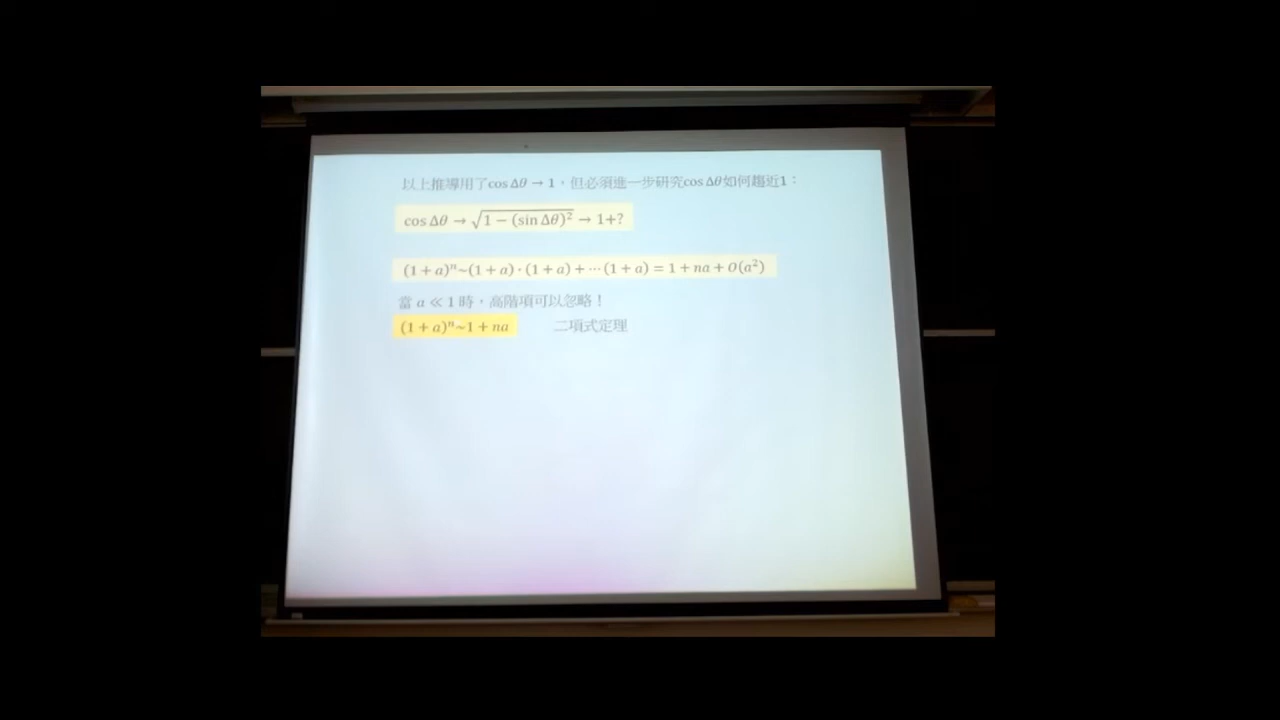 以上推導用了cos Δθ → 1，但必須進一步研究cos Δθ如何趨近1：
cos Δθ → √(1 − (sin Δθ)²) → 1+?
(1 + a)ⁿ~(1 + a) · (1 + a) + ⋯ (1 + a) = 1 + na + O(a²)
當 a ≪ 1 時，高階項可以忽略！
(1 + a)ⁿ~1 + na 二項式定理